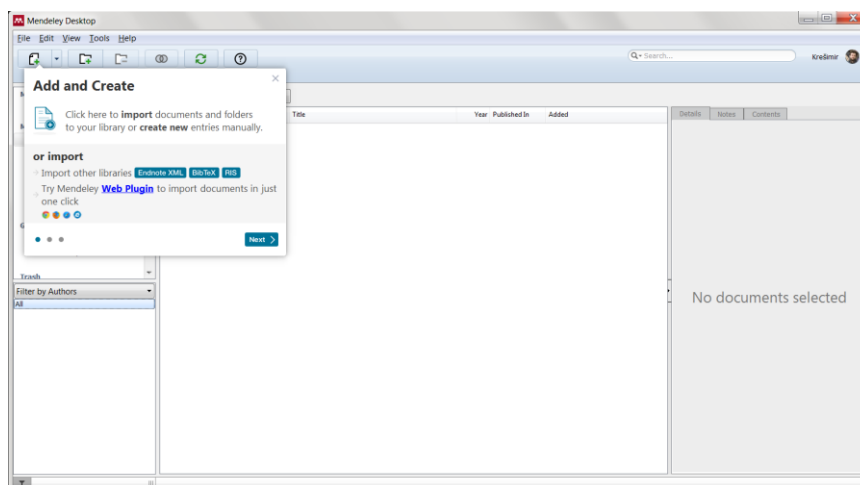 Mendeley Desktop
File Edit View Tools Help
Search...
Krešimir
Add and Create
Click here to import documents and folders
to your library or create new entries manually.
or import
Import other libraries Endnote XML BibTeX RIS
Try Mendeley Web Plugin to import documents in just
one click
Next
Title Year Published In Added
Details Notes Contents
Trash
Filter by Authors
All
No documents selected